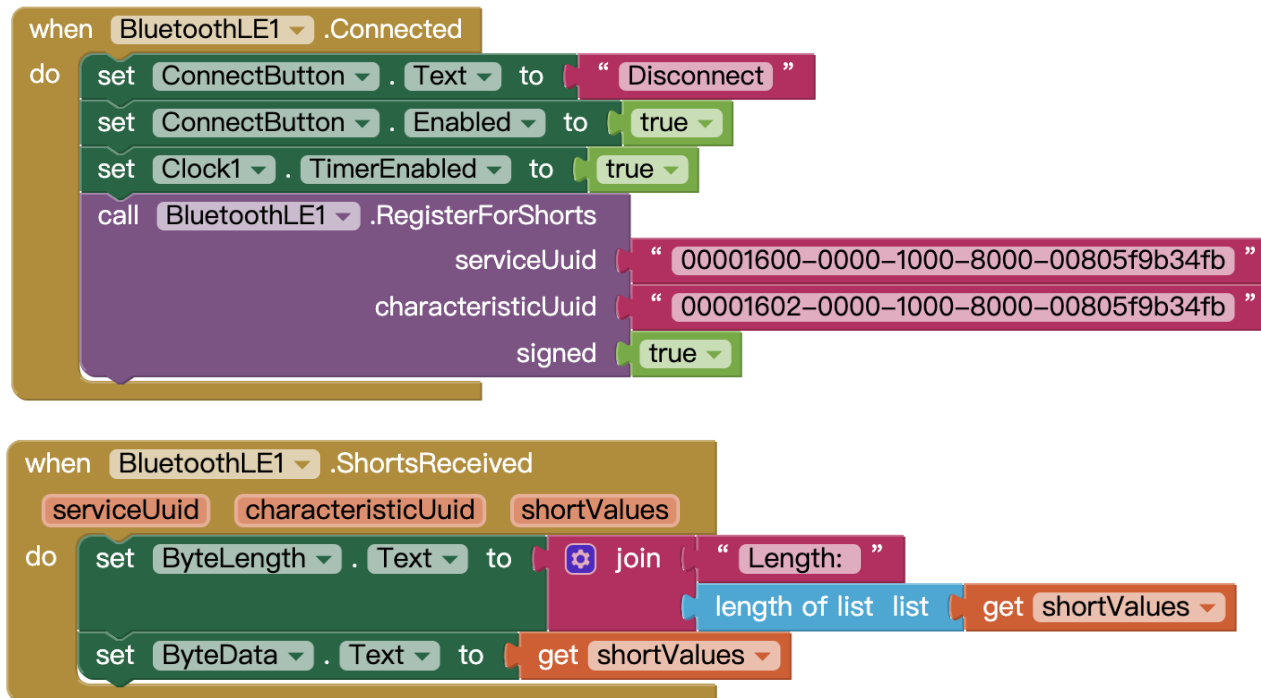 when BluetoothLE1 .Connected
do set ConnectButton . Text to “ Disconnect ”
set ConnectButton . Enabled to true
set Clock1 . TimerEnabled to true
call BluetoothLE1 .RegisterForShorts
serviceUuid “ 00001600-0000-1000-8000-00805f9b34fb ”
characteristicUuid “ 00001602-0000-1000-8000-00805f9b34fb ”
signed true
when BluetoothLE1 .ShortsReceived
serviceUuid characteristicUuid shortValues
do set ByteLength . Text to join “ Length: ”
length of list list get shortValues
set ByteData . Text to get shortValues